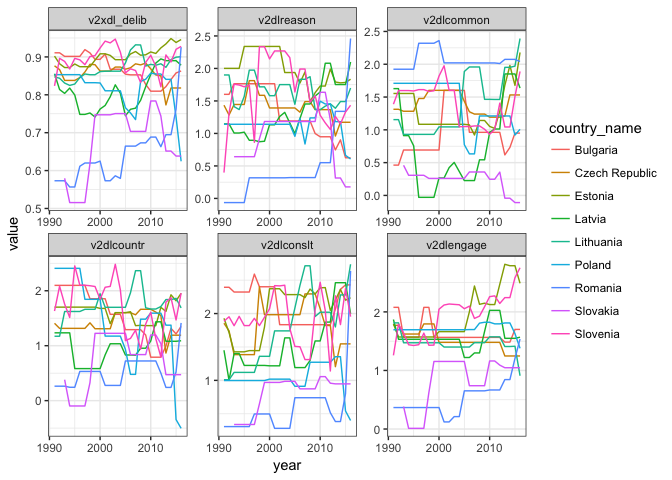 v2xdl_delib v2dlreason v2dlcommon
0.9
0.8
0.7
0.6
0.5
2.5
2.0
1.5
1.0
0.5
0.0
2.5
2.0
1.5
1.0
0.5
0.0
1990 2000 2010 1990 2000 2010 1990 2000 2010
v2dlcountr v2dlconslt v2dlengage
2
1
0
2
1
2
1
0
1990 2000 2010 1990 2000 2010 1990 2000 2010
value
year
country_name
Bulgaria
Czech Republic
Estonia
Latvia
Lithuania
Poland
Romania
Slovakia
Slovenia